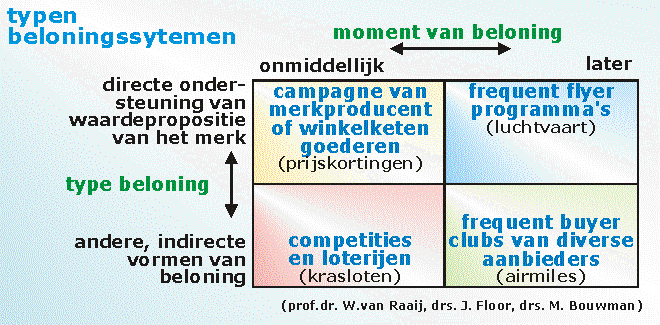 typen
beloningssytemen
moment van beloning
onmiddellijk
later
directe onder-
steuning van
waardepropositie
van het merk
campagne van
merkproducent
of winkelketen
goederen
(prijskortingen)
frequent flyer
programma's
(luchtvaart)
type beloning
andere, indirecte
vormen van
beloning
competities
en loterijen
(krasloten)
frequent buyer
clubs van diverse
aanbieders
(airmiles)
(prof.dr. W.van Raaij, drs. J. Floor, drs. M. Bouwman)